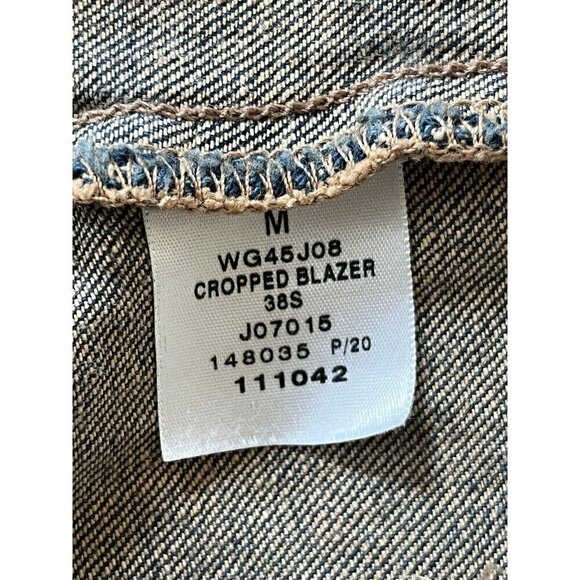 M
WG45J08
CROPPED BLAZER
38S
J07015
148035 P/20
111042